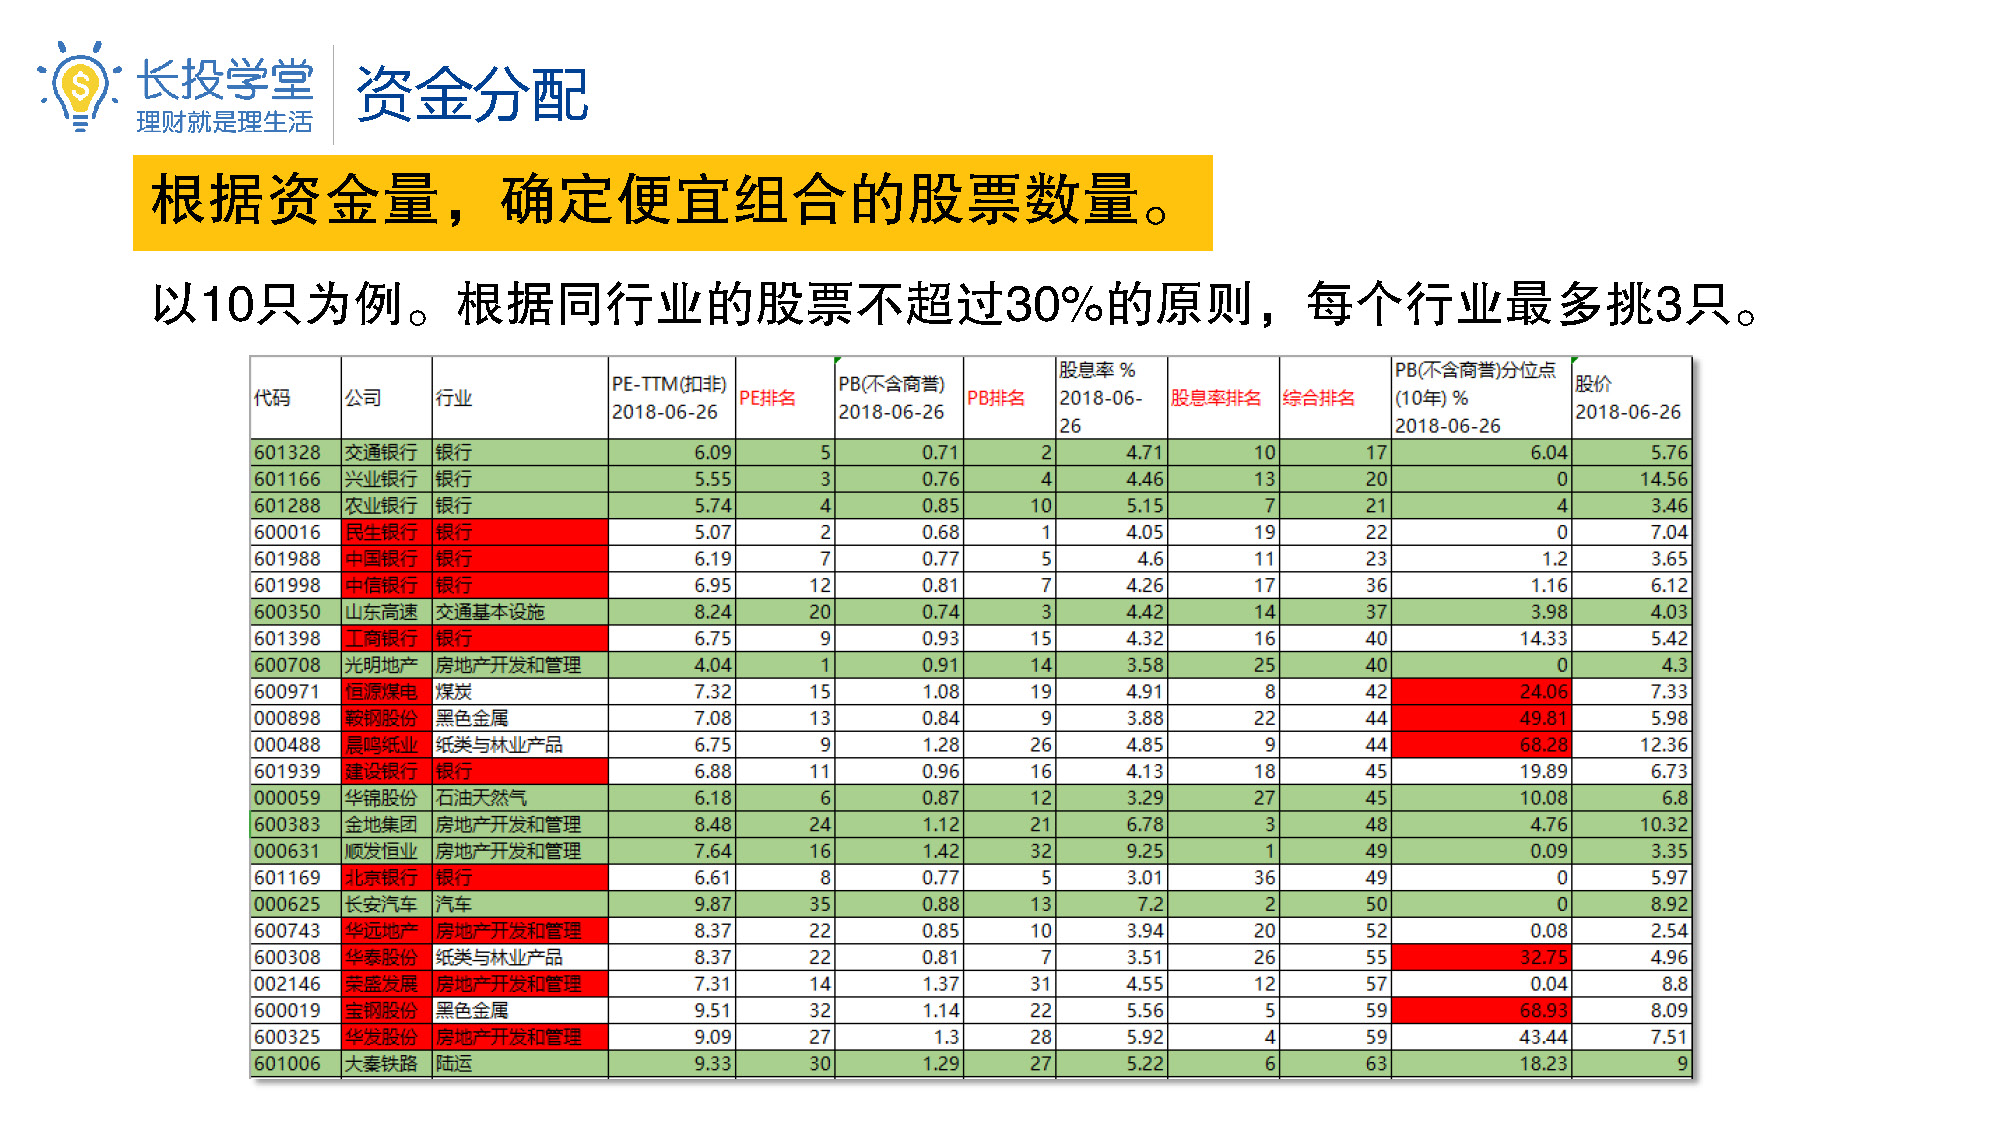 长投学堂
理财就是理生活
资金分配
根据资金量，确定便宜组合的股票数量。
以10只为例。根据同行业的股票不超过30%的原则，每个行业最多挑3只。
代码 公司 行业 PE-TTM(扣非) 2018-06-26 PE排名 PB(不含商誉) 2018-06-26 PB排名 股息率 % 2018-06-26 股息率排名 综合排名 PB(不含商誉)分位点(10年) % 2018-06-26 股价 2018-06-26
601328 交通银行 银行 6.09 5 0.71 2 4.71 10 17 6.04 5.76
601166 兴业银行 银行 5.55 3 0.76 4 4.46 13 20 0 14.56
601288 农业银行 银行 5.74 4 0.85 10 5.15 7 21 4 3.46
600016 民生银行 银行 5.07 2 0.68 1 4.05 19 22 0 7.04
601988 中国银行 银行 6.19 7 0.77 5 4.6 11 23 1.2 3.65
601998 中信银行 银行 6.95 12 0.81 7 4.26 17 36 1.16 6.12
600350 山东高速 交通基本设施 8.24 20 0.74 3 4.42 14 37 3.98 4.03
601398 工商银行 银行 6.75 9 0.93 15 4.32 16 40 14.33 5.42
600708 光明地产 房地产开发和管理 4.04 1 0.91 14 3.58 25 40 0 4.3
600971 恒源煤电 煤炭 7.32 15 1.08 19 4.91 8 42 24.06 7.33
000898 鞍钢股份 黑色金属 7.08 13 0.84 9 3.88 22 44 49.81 5.98
000488 晨鸣纸业 纸类与林业产品 6.75 9 1.28 26 4.85 9 44 68.28 12.36
601939 建设银行 银行 6.88 11 0.96 16 4.13 18 45 19.89 6.73
000059 华锦股份 石油天然气 6.18 6 0.87 12 3.29 27 45 10.08 6.8
600383 金地集团 房地产开发和管理 8.48 24 1.12 21 6.78 3 48 4.76 10.32
000631 顺发恒业 房地产开发和管理 7.64 16 1.42 32 9.25 1 49 0.09 3.35
601169 北京银行 银行 6.61 8 0.77 5 3.01 36 49 0 5.97
000625 长安汽车 汽车 9.87 35 0.88 13 7.2 2 50 0 8.92
600743 华远地产 房地产开发和管理 8.37 22 0.85 10 3.94 20 52 0.08 2.54
600308 华泰股份 纸类与林业产品 8.37 22 0.81 7 3.51 26 55 32.75 4.96
002146 荣盛发展 房地产开发和管理 7.31 14 1.37 31 4.55 12 57 0.04 8.8
600019 宝钢股份 黑色金属 9.51 32 1.14 22 5.56 5 59 68.93 8.09
600325 华发股份 房地产开发和管理 9.09 27 1.3 28 5.92 4 59 43.44 7.51
601006 大秦铁路 陆运 9.33 30 1.29 27 5.22 6 63 18.23 9